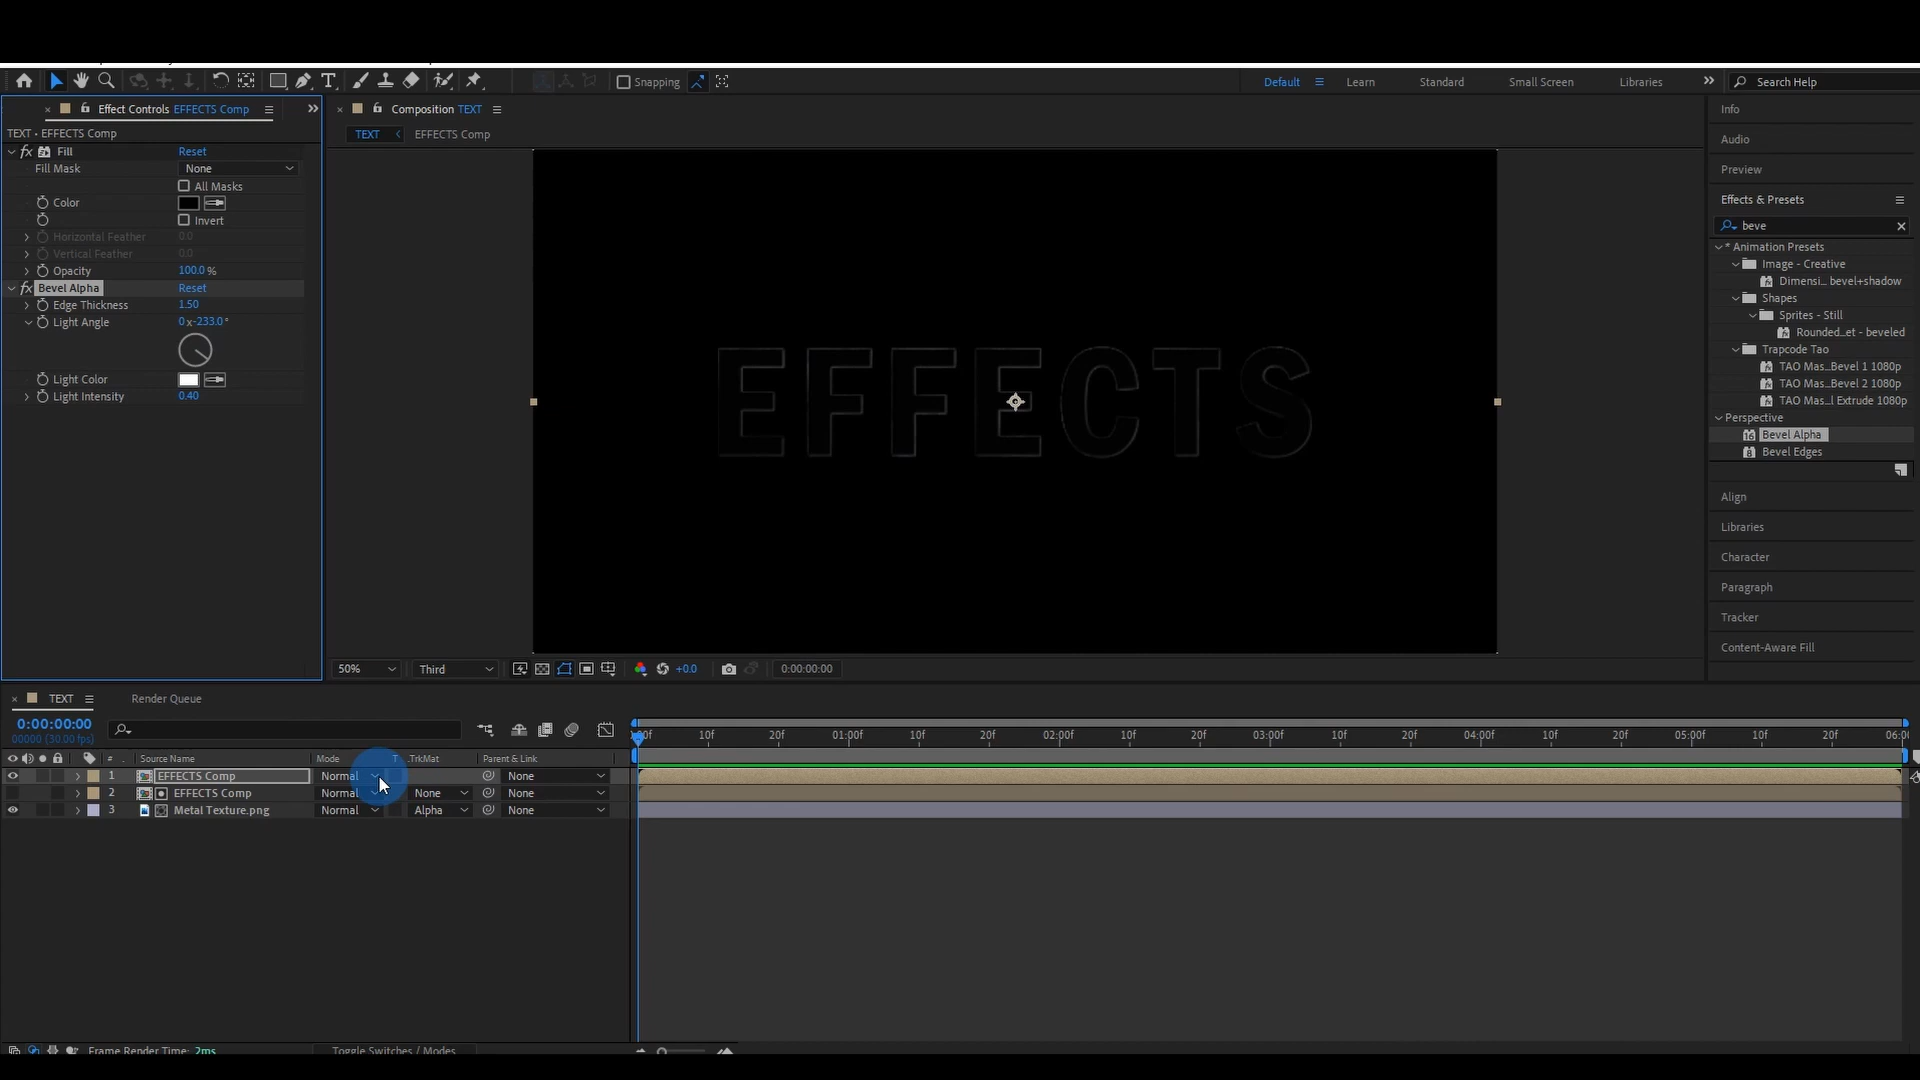 Snapping
Default
Learn
Standard
Small Screen
Libraries
Search Help
Effect Controls EFFECTS Comp
TEXT • EFFECTS Comp
fx Fill Reset
Fill Mask None
All Masks
Color
Invert
Horizontal Feather 0.0
Vertical Feather 0.0
Opacity 100.0 %
fx Bevel Alpha Reset
Edge Thickness 1.50
Light Angle 0 x -233.0 °
Light Color
Light Intensity 0.40
Composition TEXT
TEXT EFFECTS Comp
EFFECTS
50% Third +0.0 0:00:00:00
Info
Audio
Preview
Effects & Presets
beve
* Animation Presets
Image - Creative
Dimensi... bevel+shadow
Shapes
Sprites - Still
Rounded...et - beveled
Trapcode Tao
TAO Mas...Bevel 1 1080p
TAO Mas...Bevel 2 1080p
TAO Mas...l Extrude 1080p
Perspective
16 Bevel Alpha
8 Bevel Edges
Align
Libraries
Character
Paragraph
Tracker
Content-Aware Fill
TEXT Render Queue
0:00:00:00
00000 (30.00 fps)
:00f 10f 20f 01:00f 10f 20f 02:00f 10f 20f 03:00f 10f 20f 04:00f 10f 20f 05:00f 10f 20f 06:0
# Source Name Mode T .TrkMat Parent & Link
1 EFFECTS Comp Normal None
2 EFFECTS Comp Normal None None
3 Metal Texture.png Normal Alpha None
Frame Render Time: 2ms Toggle Switches / Modes